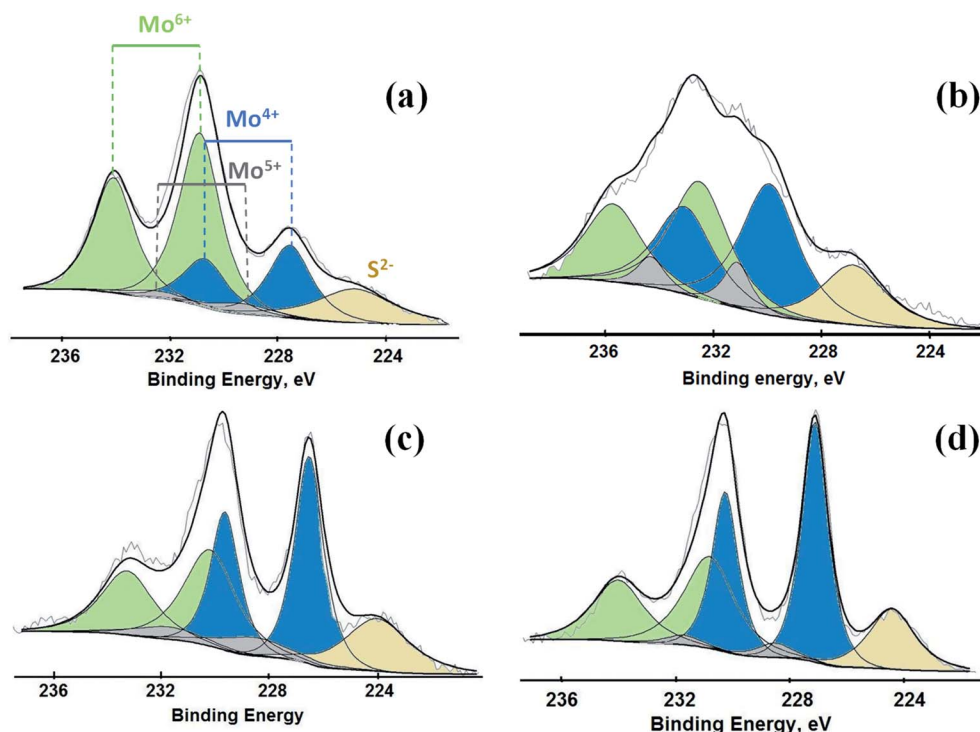 Mo6+
(a)
Mo4+
Mo5+
S2-
236 232 228 224
Binding Energy, eV
(b)
236 232 228 224
Binding energy, eV
(c)
236 232 228 224
Binding Energy
(d)
236 232 228 224
Binding Energy, eV